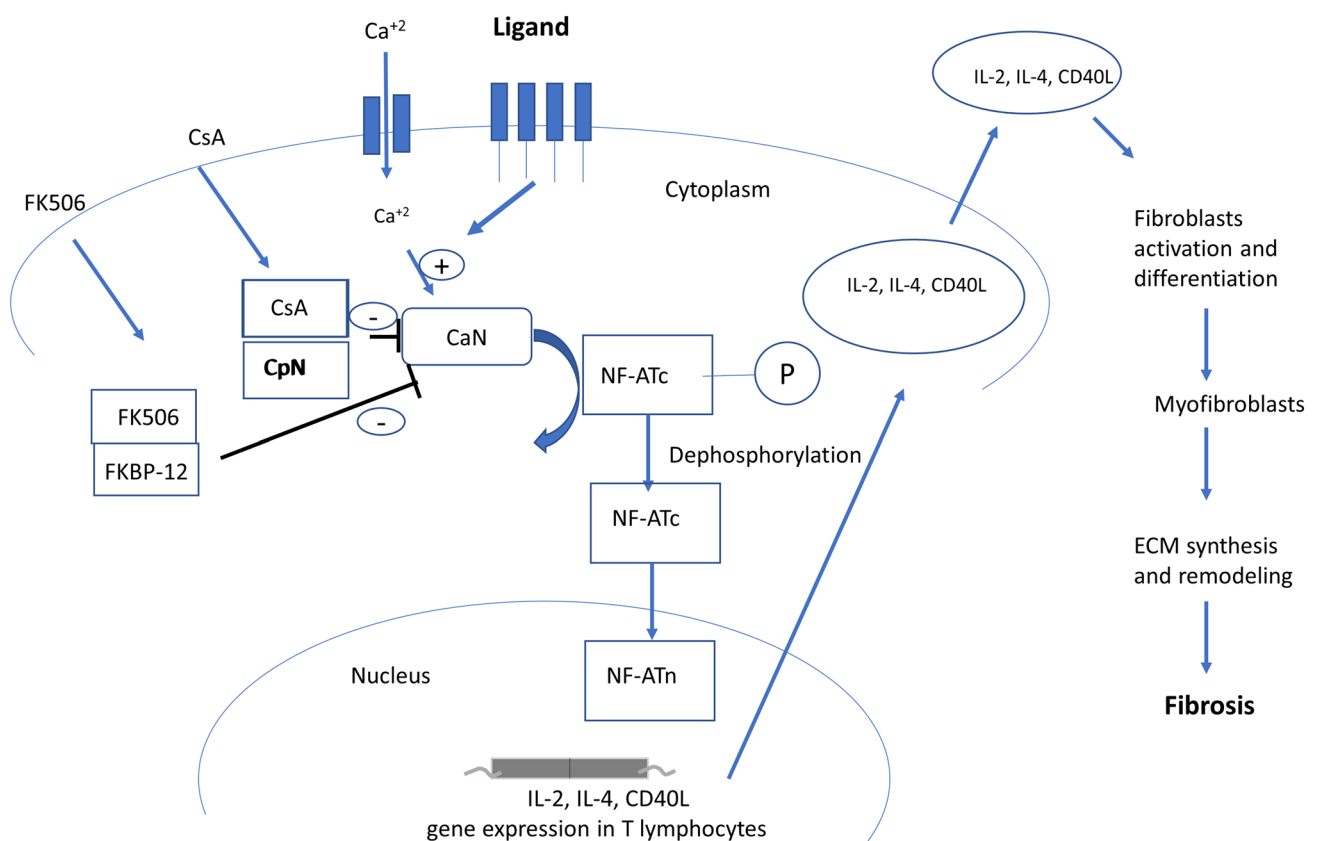 Ca+2
Ligand
IL-2, IL-4, CD40L
CsA
Cytoplasm
FK506
Ca+2
Fibroblasts
activation and
differentiation
+
IL-2, IL-4, CD40L
CsA
-
CaN
CpN
NF-ATc
P
Myofibroblasts
FK506
-
FKBP-12
Dephosphorylation
NF-ATc
ECM synthesis
and remodeling
Nucleus
NF-ATn
Fibrosis
IL-2, IL-4, CD40L
gene expression in T lymphocytes